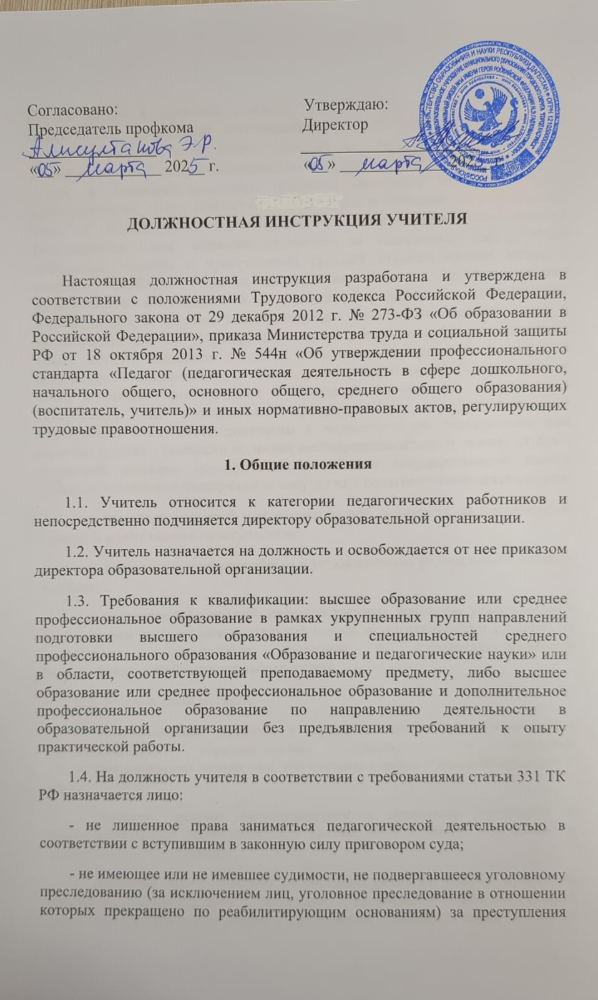 Согласовано:
Председатель профкома
Алисултанова Э.Р.
«05» марта 2025 г.
Утверждаю:
Директор
«05» марта 2025 г.
МИНИСТЕРСТВО ОБРАЗОВАНИЯ И НАУКИ РЕСПУБЛИКИ ДАГЕСТАН
ДОЛЖНОСТНАЯ ИНСТРУКЦИЯ УЧИТЕЛЯ
Настоящая должностная инструкция разработана и утверждена в
соответствии с положениями Трудового кодекса Российской Федерации,
Федерального закона от 29 декабря 2012 г. № 273-ФЗ «Об образовании в
Российской Федерации», приказа Министерства труда и социальной защиты
РФ от 18 октября 2013 г. № 544н «Об утверждении профессионального
стандарта «Педагог (педагогическая деятельность в сфере дошкольного,
начального общего, основного общего, среднего общего образования)
(воспитатель, учитель)» и иных нормативно-правовых актов, регулирующих
трудовые правоотношения.
1. Общие положения
1.1. Учитель относится к категории педагогических работников и
непосредственно подчиняется директору образовательной организации.
1.2. Учитель назначается на должность и освобождается от нее приказом
директора образовательной организации.
1.3. Требования к квалификации: высшее образование или среднее
профессиональное образование в рамках укрупненных групп направлений
подготовки высшего образования и специальностей среднего
профессионального образования «Образование и педагогические науки» или
в области, соответствующей преподаваемому предмету, либо высшее
образование или среднее профессиональное образование и дополнительное
профессиональное образование по направлению деятельности в
образовательной организации без предъявления требований к опыту
практической работы.
1.4. На должность учителя в соответствии с требованиями статьи 331 ТК
РФ назначается лицо:
- не лишенное права заниматься педагогической деятельностью в
соответствии с вступившим в законную силу приговором суда;
- не имеющее или не имевшее судимости, не подвергавшееся уголовному
преследованию (за исключением лиц, уголовное преследование в отношении
которых прекращено по реабилитирующим основаниям) за преступления